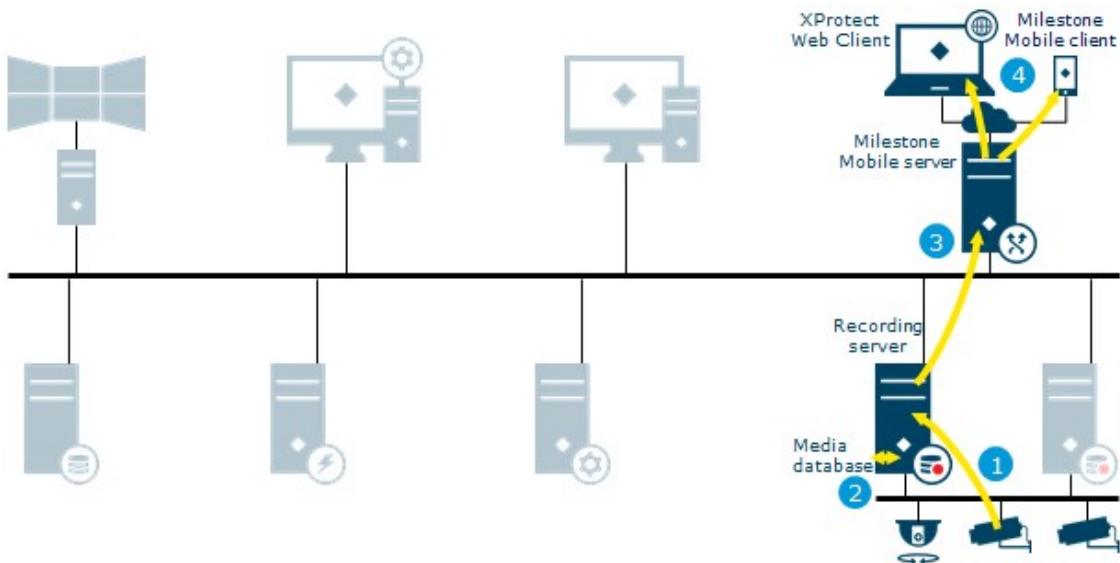 XProtect
Web Client
Milestone
Mobile client
4
Milestone
Mobile server
3
Recording
server
Media
database
1
2